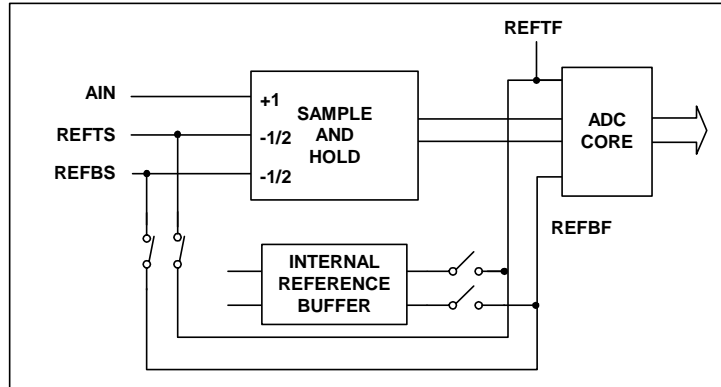 REFTF
AIN
+1
SAMPLE
AND
HOLD
REFTS
-1/2
REFBS
-1/2
ADC
CORE
REFBF
INTERNAL
REFERENCE
BUFFER